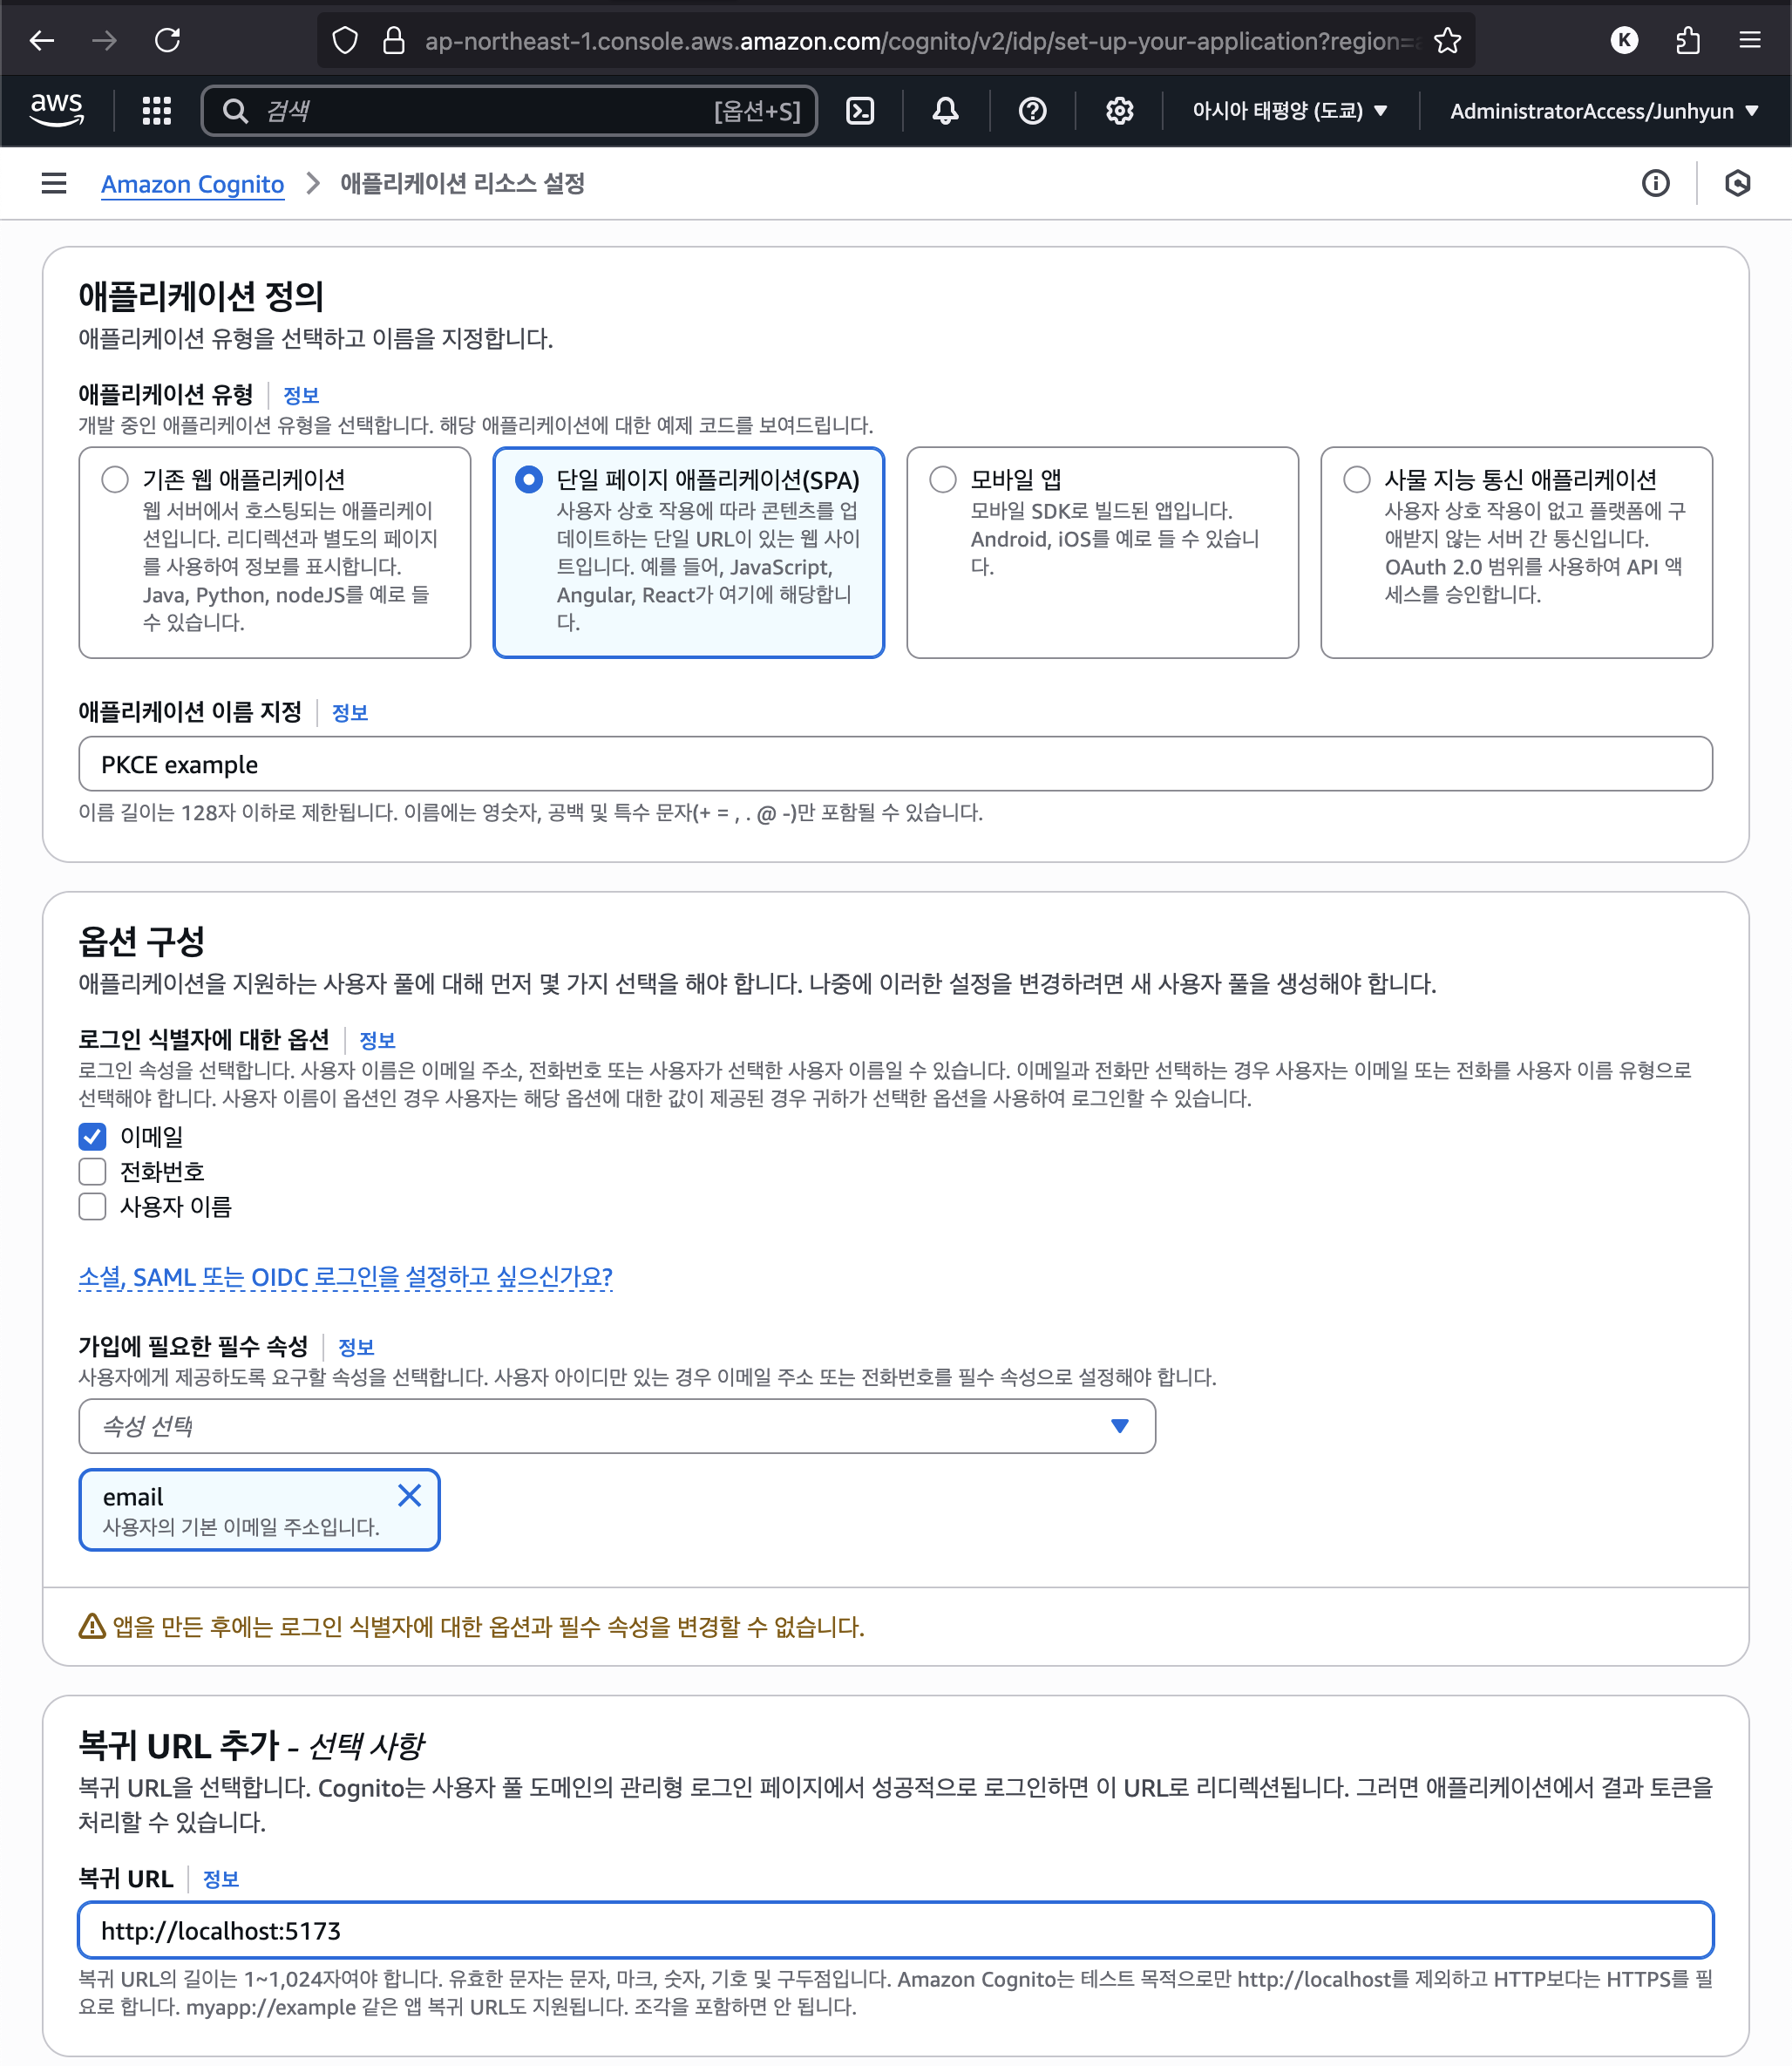 ap-northeast-1.console.aws.amazon.com/cognito/v2/idp/set-up-your-application?region=
K
aws
검색
[옵션+S]
아시아 태평양 (도쿄)
AdministratorAccess/Junhyun
Amazon Cognito
애플리케이션 리소스 설정
애플리케이션 정의
애플리케이션 유형을 선택하고 이름을 지정합니다.
애플리케이션 유형
정보
개발 중인 애플리케이션 유형을 선택합니다. 해당 애플리케이션에 대한 예제 코드를 보여드립니다.
기존 웹 애플리케이션
웹 서버에서 호스팅되는 애플리케이
션입니다. 리디렉션과 별도의 페이지
를 사용하여 정보를 표시합니다.
Java, Python, nodeJS를 예로 들
수 있습니다.
단일 페이지 애플리케이션(SPA)
사용자 상호 작용에 따라 콘텐츠를 업
데이트하는 단일 URL이 있는 웹 사이
트입니다. 예를 들어, JavaScript,
Angular, React가 여기에 해당합니
다.
모바일 앱
모바일 SDK로 빌드된 앱입니다.
Android, iOS를 예로 들 수 있습니
다.
사물 지능 통신 애플리케이션
사용자 상호 작용이 없고 플랫폼에 구
애받지 않는 서버 간 통신입니다.
OAuth 2.0 범위를 사용하여 API 액
세스를 승인합니다.
애플리케이션 이름 지정
정보
PKCE example
이름 길이는 128자 이하로 제한됩니다. 이름에는 영숫자, 공백 및 특수 문자(+ = , . @ -)만 포함될 수 있습니다.
옵션 구성
애플리케이션을 지원하는 사용자 풀에 대해 먼저 몇 가지 선택을 해야 합니다. 나중에 이러한 설정을 변경하려면 새 사용자 풀을 생성해야 합니다.
로그인 식별자에 대한 옵션
정보
로그인 속성을 선택합니다. 사용자 이름은 이메일 주소, 전화번호 또는 사용자가 선택한 사용자 이름일 수 있습니다. 이메일과 전화만 선택하는 경우 사용자는 이메일 또는 전화를 사용자 이름 유형으로
선택해야 합니다. 사용자 이름이 옵션인 경우 사용자는 해당 옵션에 대한 값이 제공된 경우 귀하가 선택한 옵션을 사용하여 로그인할 수 있습니다.
이메일
전화번호
사용자 이름
소셜, SAML 또는 OIDC 로그인을 설정하고 싶으신가요?
가입에 필요한 필수 속성
정보
사용자에게 제공하도록 요구할 속성을 선택합니다. 사용자 아이디만 있는 경우 이메일 주소 또는 전화번호를 필수 속성으로 설정해야 합니다.
속성 선택
email
사용자의 기본 이메일 주소입니다.
앱을 만든 후에는 로그인 식별자에 대한 옵션과 필수 속성을 변경할 수 없습니다.
복귀 URL 추가 - 선택 사항
복귀 URL을 선택합니다. Cognito는 사용자 풀 도메인의 관리형 로그인 페이지에서 성공적으로 로그인하면 이 URL로 리디렉션됩니다. 그러면 애플리케이션에서 결과 토큰을
처리할 수 있습니다.
복귀 URL
정보
http://localhost:5173
복귀 URL의 길이는 1~1,024자여야 합니다. 유효한 문자는 문자, 마크, 숫자, 기호 및 구두점입니다. Amazon Cognito는 테스트 목적으로만 http://localhost를 제외하고 HTTP보다는 HTTPS를 필
요로 합니다. myapp://example 같은 앱 복귀 URL도 지원됩니다. 조각을 포함하면 안 됩니다.